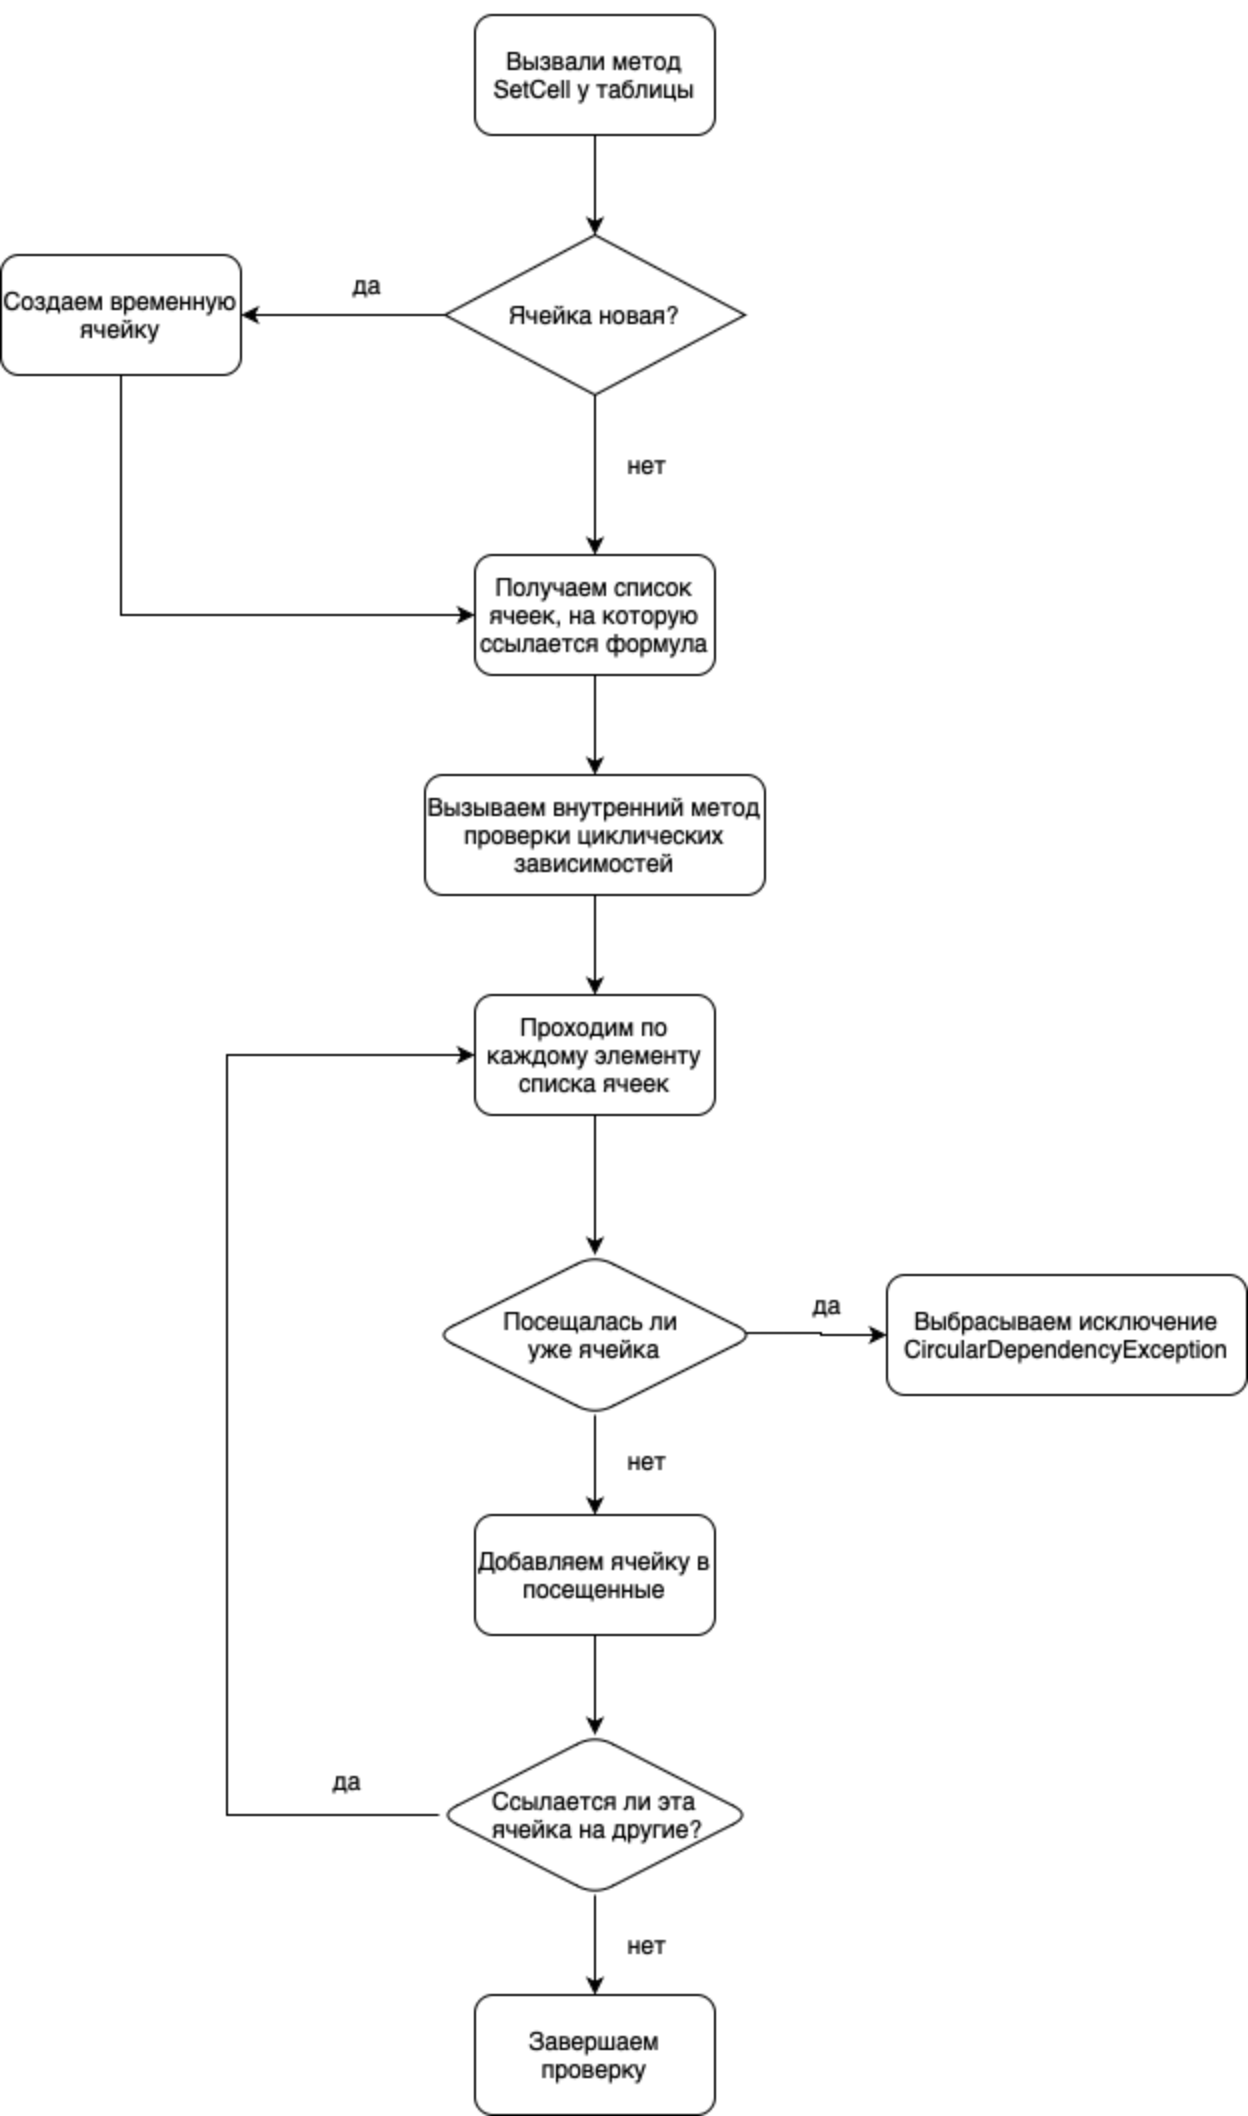 Вызвали метод
SetCell у таблицы
да
Ячейка новая?
Создаем временную
ячейку
нет
Получаем список
ячеек, на которую
ссылается формула
Вызываем внутренний метод
проверки циклических
зависимостей
Проходим по
каждому элементу
списка ячеек
Посещалась ли
уже ячейка
да
Выбрасываем исключение
CircularDependencyException
нет
Добавляем ячейку в
посещенные
да
Ссылается ли эта
ячейка на другие?
нет
Завершаем
проверку